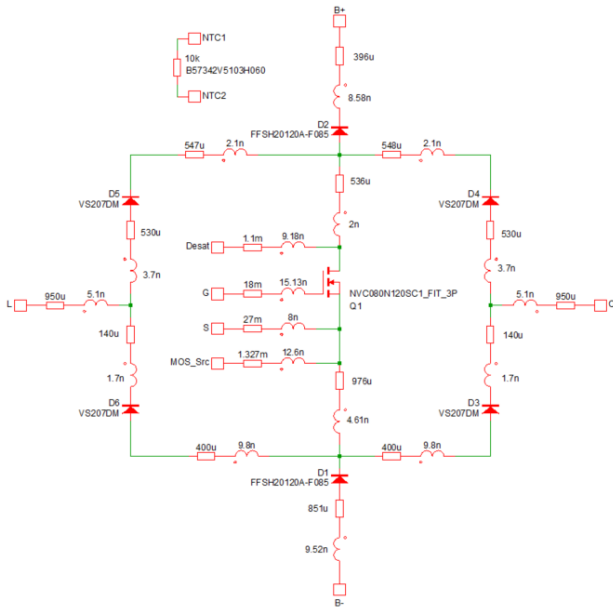 B+
NTC1
10k
B57342V5103H060
NTC2
396u
8.58n
D2
FFSH20120A-F085
547u
2.1n
548u
2.1n
D5
VS207DM
D4
VS207DM
536u
2n
530u
530u
Desat
1.1m
9.18n
3.7n
3.7n
G
18m
15.13n
NVC080N120SC1_FIT_3P
Q1
L
950u
5.1n
5.1n
950u
S
27m
8n
140u
140u
MOS_Src
1.327m
12.6n
1.7n
976u
1.7n
D6
VS207DM
4.61n
D3
VS207DM
400u
9.8n
400u
9.8n
D1
FFSH20120A-F085
851u
9.52n
B-